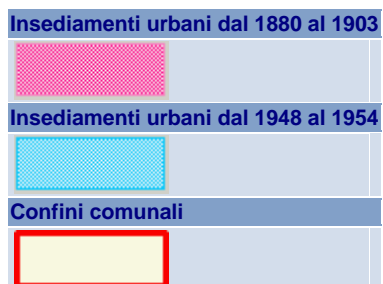 Insediamenti urbani dal 1880 al 1903
Insediamenti urbani dal 1948 al 1954
Confini comunali